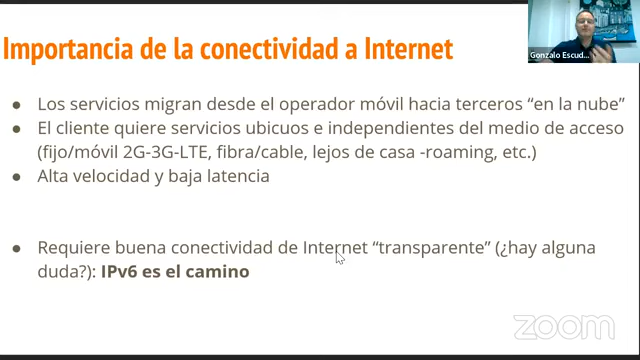 Importancia de la conectividad a Internet
Gonzalo Escud...
● Los servicios migran desde el operador móvil hacia terceros “en la nube”
● El cliente quiere servicios ubicuos e independientes del medio de acceso
(fijo/móvil 2G-3G-LTE, fibra/cable, lejos de casa -roaming, etc.)
● Alta velocidad y baja latencia
● Requiere buena conectividad de Internet “transparente” (¿hay alguna
duda?): IPv6 es el camino
zoom